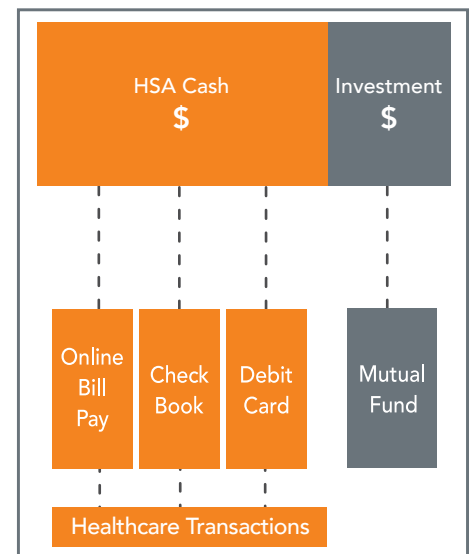 HSA Cash
$
Investment
$
Online
Bill
Pay
Check
Book
Debit
Card
Mutual
Fund
Healthcare Transactions